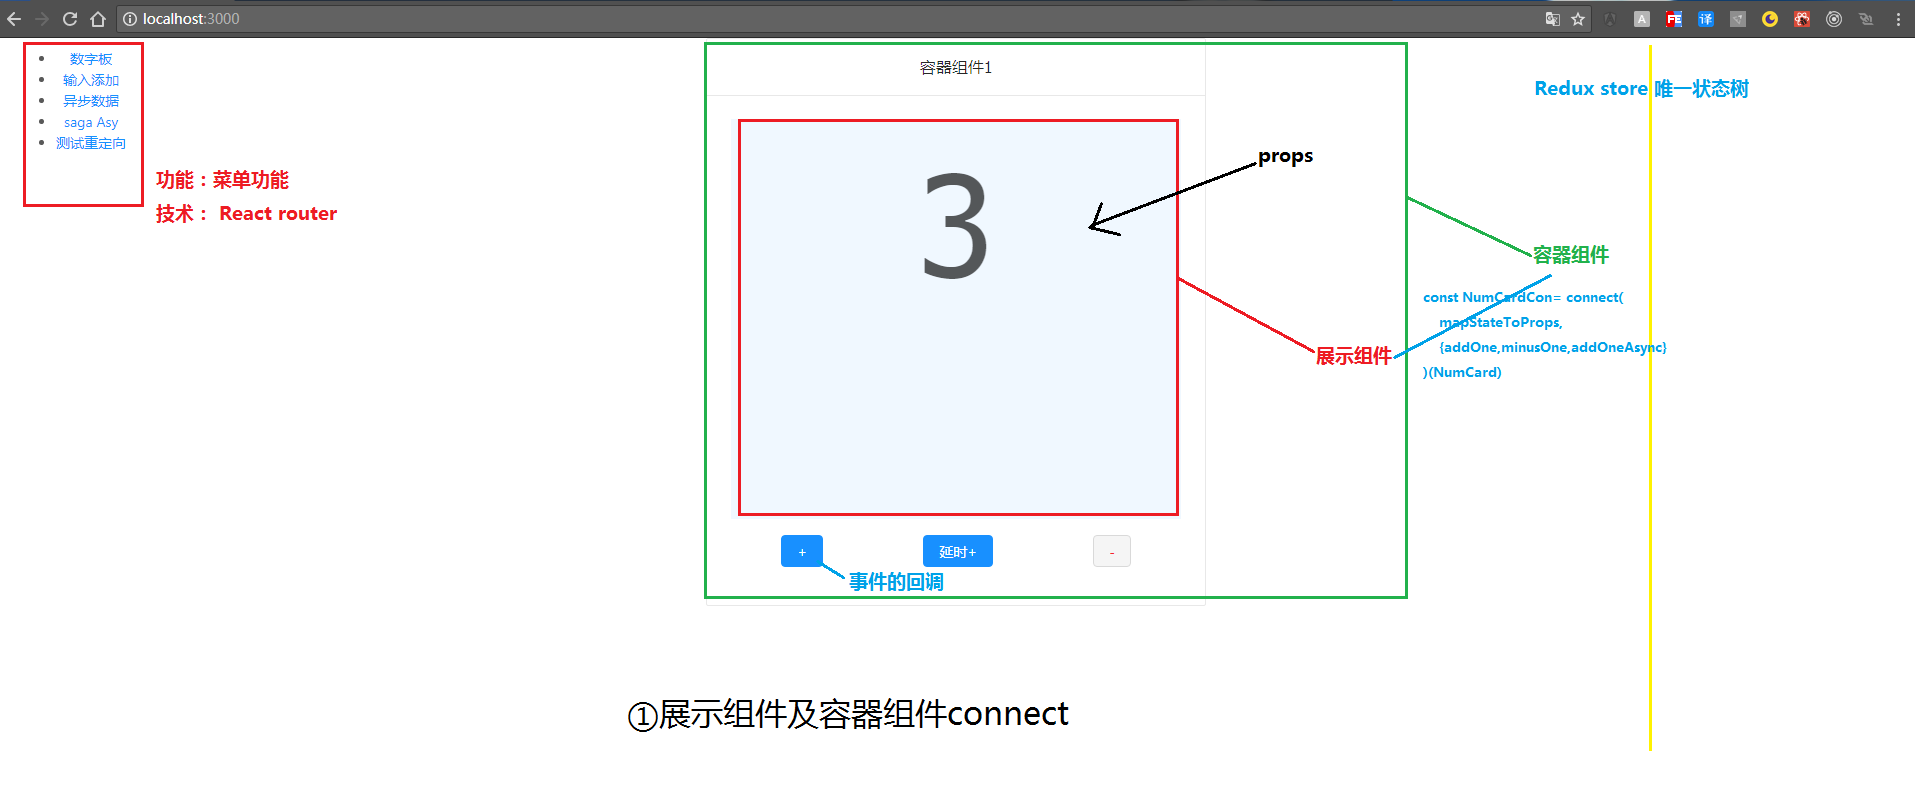 localhost:3000
数字板
输入添加
异步数据
saga Asy
测试重定向
功能：菜单功能
技术： React router
容器组件1
3
props
+
延时+
-
事件的回调
Redux store 唯一状态树
容器组件
const NumCardCon= connect(
mapStateToProps,
{addOne,minusOne,addOneAsync}
)(NumCard)
展示组件
①展示组件及容器组件connect